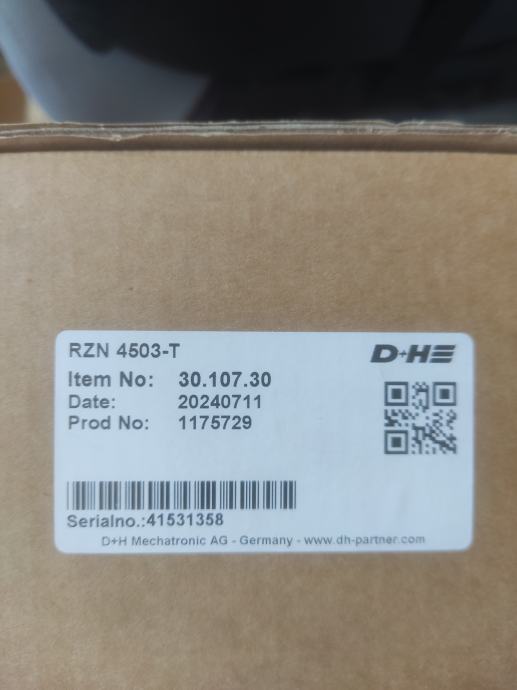 RZN 4503-T
D+H
Item No: 30.107.30
Date: 20240711
Prod No: 1175729
Serialno.:41531358
D+H Mechatronic AG - Germany - www.dh-partner.com